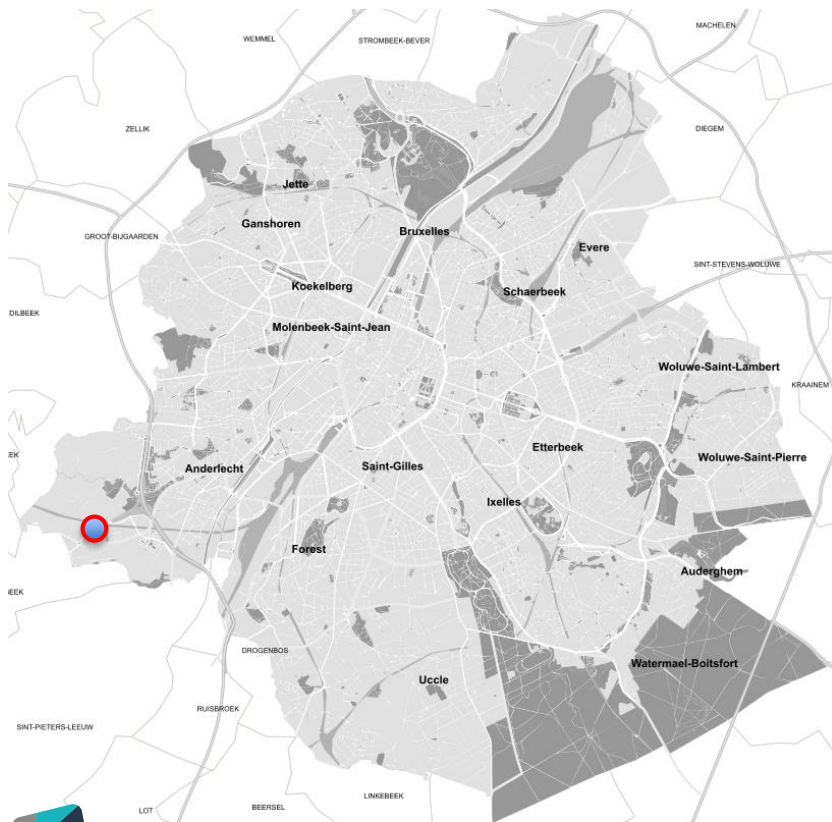 MACHELEN
WEMMEL
STROMBEEK-BEVER
ZELLIK
DIEGEM
Jette
Ganshoren
Bruxelles
GROOT-BIJGAARDEN
Evere
SINT-STEVENS-WOLUWE
Koekelberg
Schaerbeek
DILBEEK
Molenbeek-Saint-Jean
Woluwe-Saint-Lambert
KRAAINEM
Etterbeek
EEK
Anderlecht
Saint-Gilles
Woluwe-Saint-Pierre
Ixelles
Forest
Auderghem
BEEK
DROGENBOS
Watermael-Boitsfort
Uccle
RUISBROEK
SINT-PIETERS-LEEUW
LINKEBEEK
LOT
BEERSEL